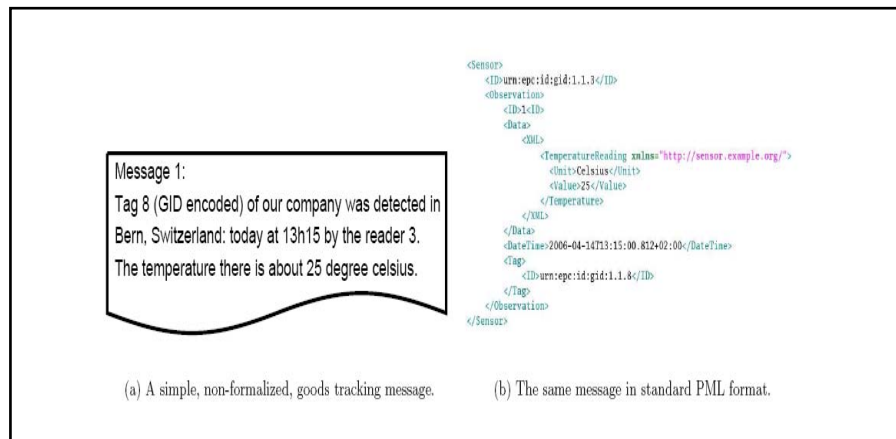 Message 1:
Tag 8 (GID encoded) of our company was detected in
Bern, Switzerland: today at 13h15 by the reader 3.
The temperature there is about 25 degree celsius.
(a) A simple, non-formalized, goods tracking message.
<Sensor>
<ID>urn:epc:id:gid:1.1.3</ID>
<Observation>
<ID>1<ID>
<Data>
<XML>
<TemperatureReading xmlns="http://sensor.example.org/">
<Unit>Celsius</Unit>
<Value>25</Value>
</Temperature>
</XML>
</Data>
<DateTime>2006-04-14T13:15:00.812+02:00</DateTime>
<Tag>
<ID>urn:epc:id:gid:1.1.8</ID>
</Tag>
</Observation>
</Sensor>
(b) The same message in standard PML format.